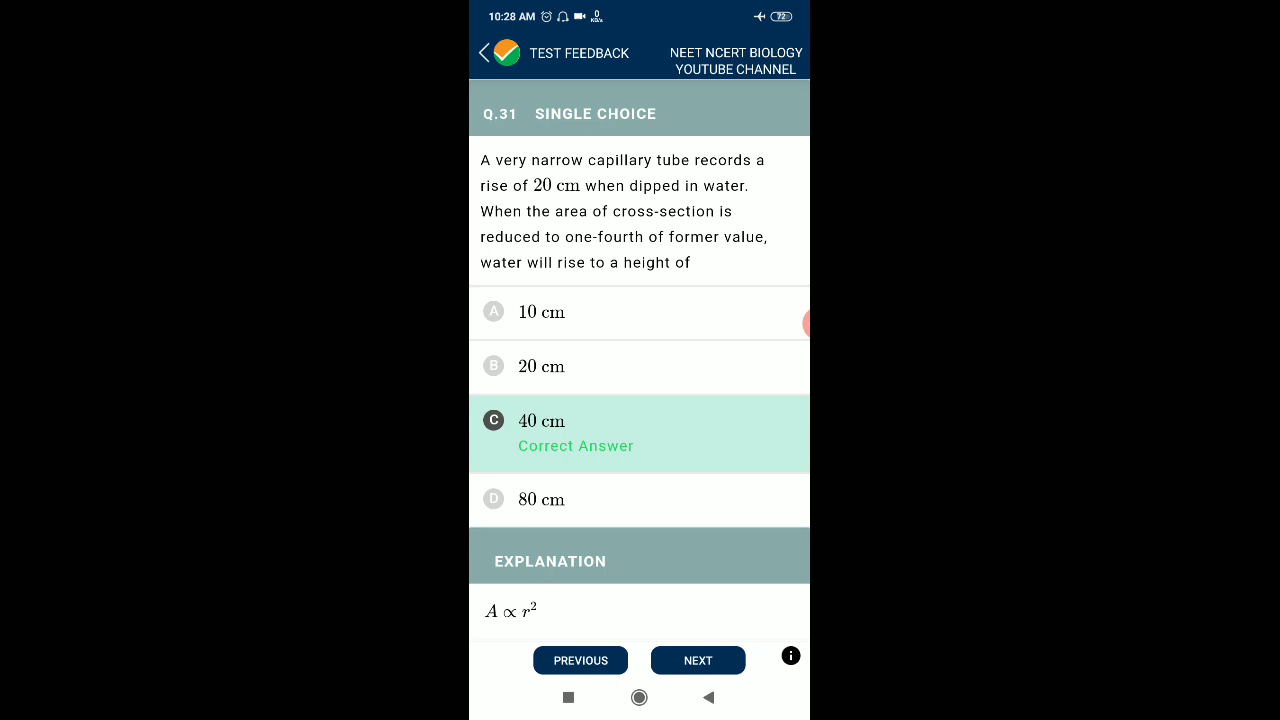 10:28 AM 0 KB/s 72
TEST FEEDBACK
NEET NCERT BIOLOGY
YOUTUBE CHANNEL
Q.31 SINGLE CHOICE
A very narrow capillary tube records a
rise of 20 cm when dipped in water.
When the area of cross-section is
reduced to one-fourth of former value,
water will rise to a height of
A 10 cm
B 20 cm
C 40 cm
Correct Answer
D 80 cm
EXPLANATION
A ∝ r²
PREVIOUS NEXT